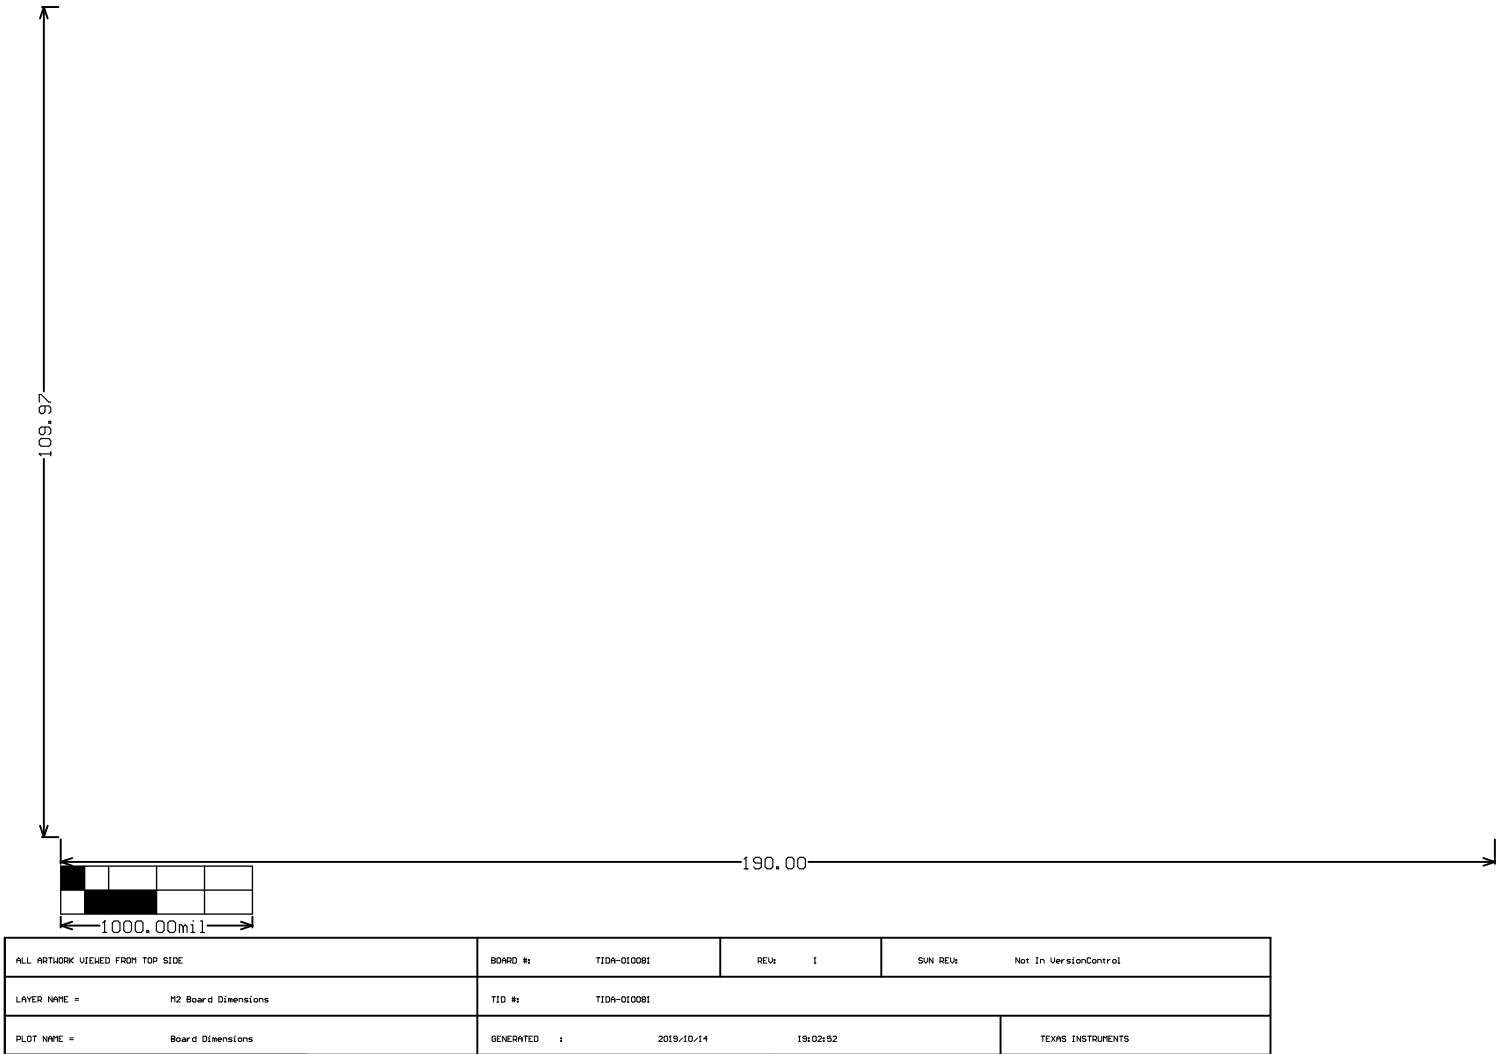 109.97
190.00
1000.00mil
ALL ARTWORK VIEWED FROM TOP SIDE BOARD #: TIDA-010081 REV: 1 SVN REV: Not In VersionControl
LAYER NAME = M2 Board Dimensions TID #: TIDA-010081
PLOT NAME = Board Dimensions GENERATED : 2019/10/14 19:02:52 TEXAS INSTRUMENTS